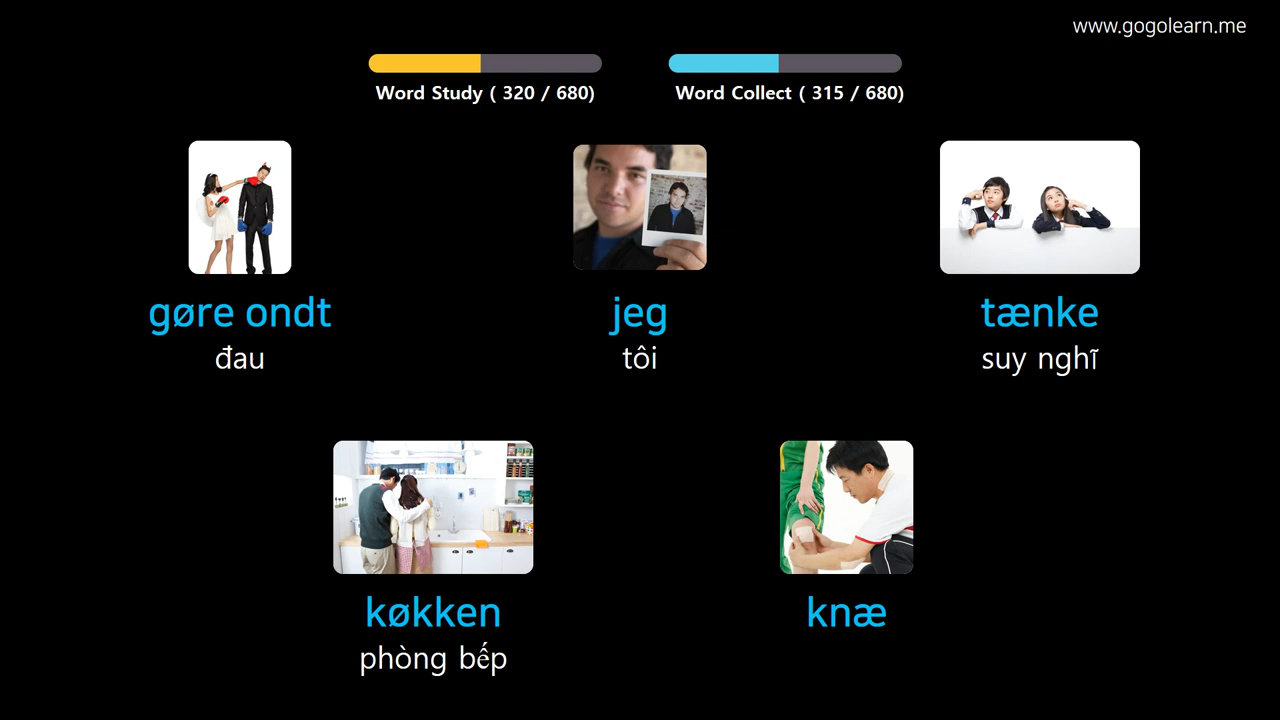 www.gogolearn.me
Word Study ( 320 / 680)
Word Collect ( 315 / 680)
gøre ondt
đau
jeg
tôi
tænke
suy nghĩ
køkken
phòng bếp
knæ